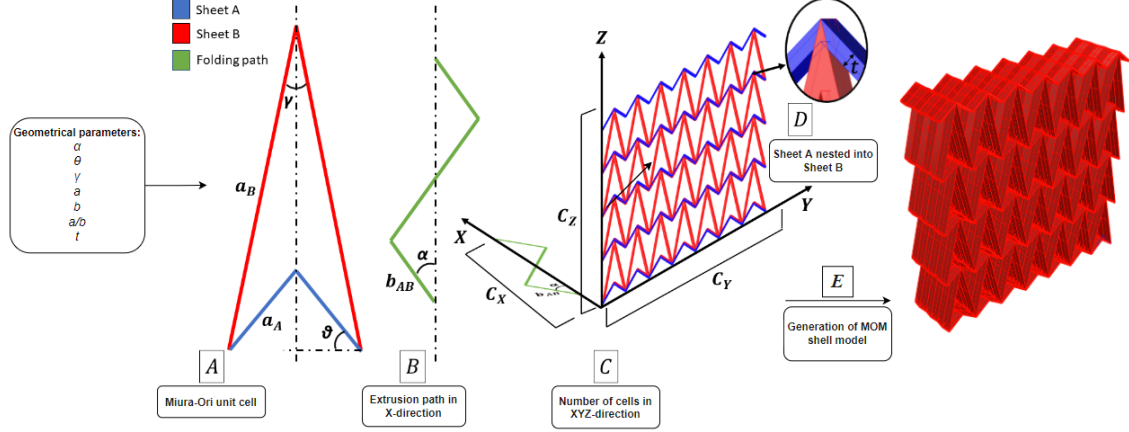 Sheet A
Sheet B
Folding path
Geometrical parameters:
α
θ
γ
a
b
a/b
t
γ
a_B
a_A
ϑ
A
Miura-Ori unit cell
α
b_AB
B
Extrusion path in
X-direction
Z
X
Y
C_Z
C_X
C_Y
α
b_AB
C
Number of cells in
XYZ-direction
t
D
Sheet A nested into
Sheet B
E
Generation of MOM
shell model